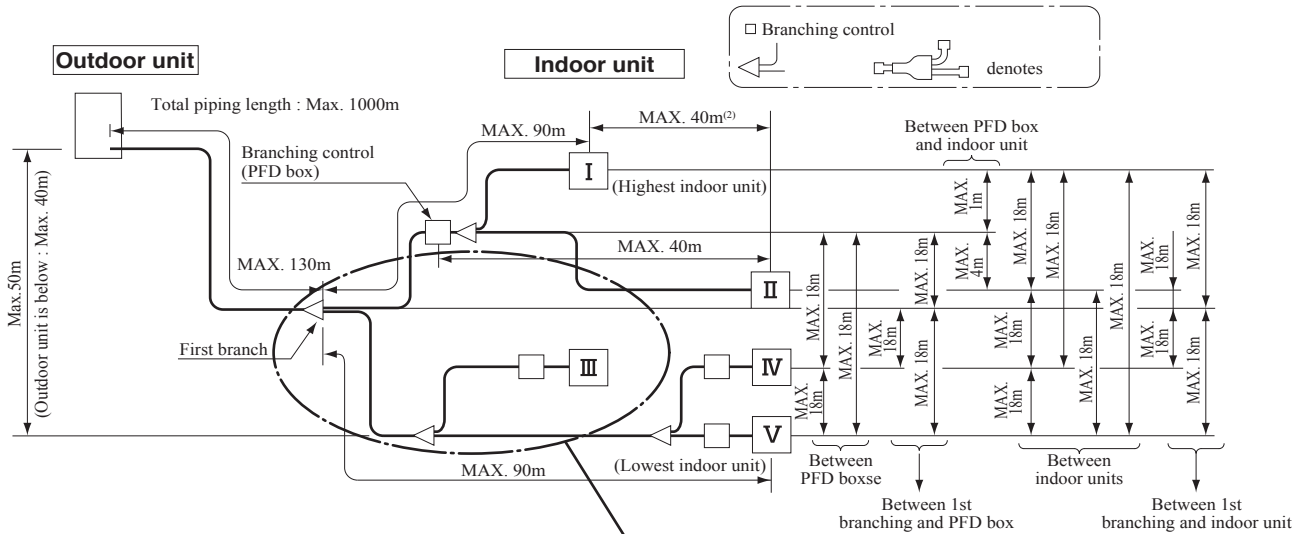 □ Branching control
denotes
Outdoor unit
Indoor unit
Total piping length : Max. 1000m
MAX. 90m
MAX. 40m(2)
Branching control
(PFD box)
Between PFD box
and indoor unit
I
(Highest indoor unit)
MAX. 40m
MAX. 130m
II
First branch
III
IV
V
(Lowest indoor unit)
MAX. 90m
Max.50m
(Outdoor unit is below : Max. 40m)
MAX. 18m
MAX.
18m
MAX. 18m
MAX.
18m
MAX. 18m
MAX. 18m
MAX.
1m
MAX.
4m
MAX. 18m
MAX.
18m
MAX.
18m
MAX. 18m
MAX. 18m
MAX. 18m
MAX.
18m
MAX.
18m
MAX. 18m
MAX. 18m
Between
PFD boxse
Between 1st
branching and PFD box
Between
indoor units
Between 1st
branching and indoor unit